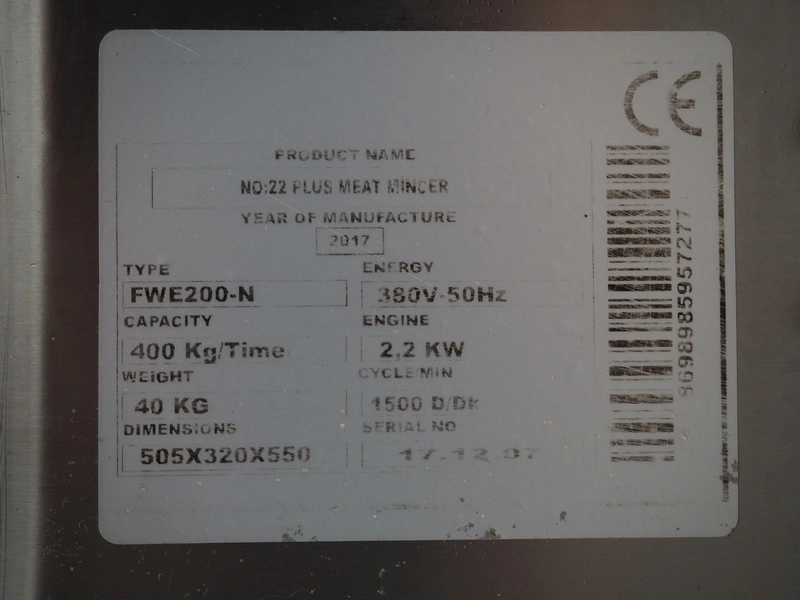 CE
PRODUCT NAME
NO:22 PLUS MEAT MINCER
YEAR OF MANUFACTURE
2017
TYPE
FWE200-N
ENERGY
380V-50Hz
CAPACITY
400 Kg/Time
ENGINE
2,2 KW
WEIGHT
40 KG
CYCLE/MIN
1500 D/Dk
DIMENSIONS
505X320X550
SERIAL NO
17.12.07
8698985957277